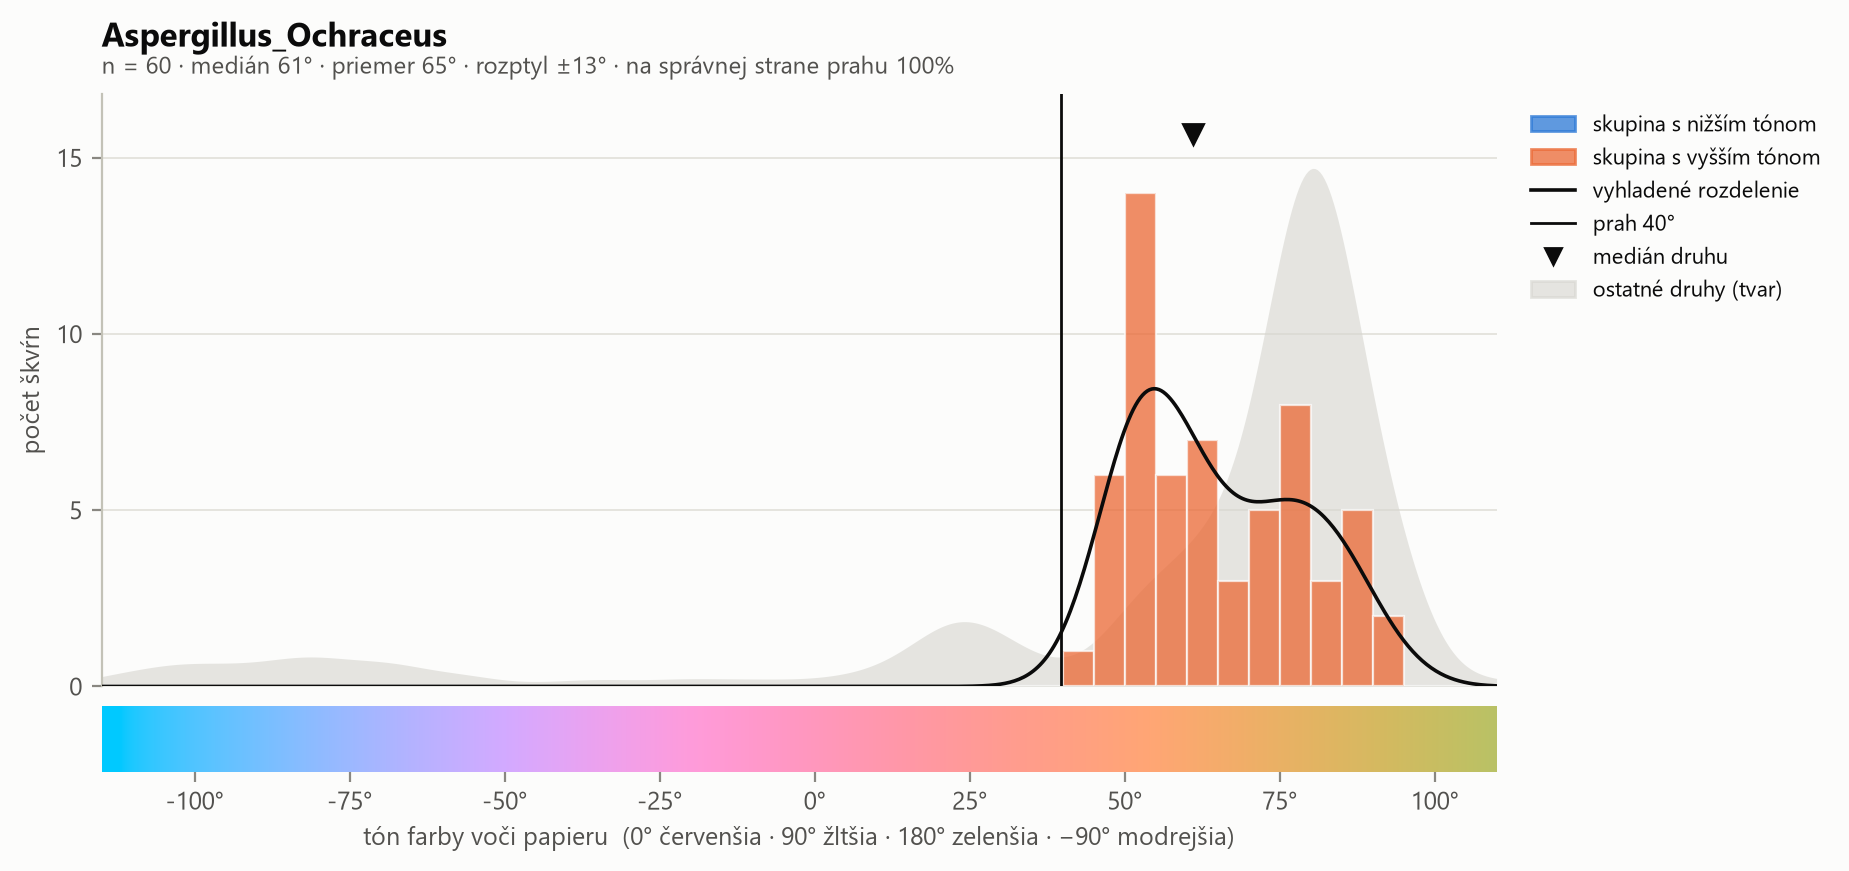 Aspergillus_Ochraceus
n = 60 · medián 61° · priemer 65° · rozptyl ±13° · na správnej strane prahu 100%
skupina s nižším tónom
skupina s vyšším tónom
vyhladené rozdelenie
prah 40°
medián druhu
ostatné druhy (tvar)
počet škvŕn
15
10
5
0
-100° -75° -50° -25° 0° 25° 50° 75° 100°
tón farby voči papieru (0° červenšia · 90° žltšia · 180° zelenšia · −90° modrejšia)